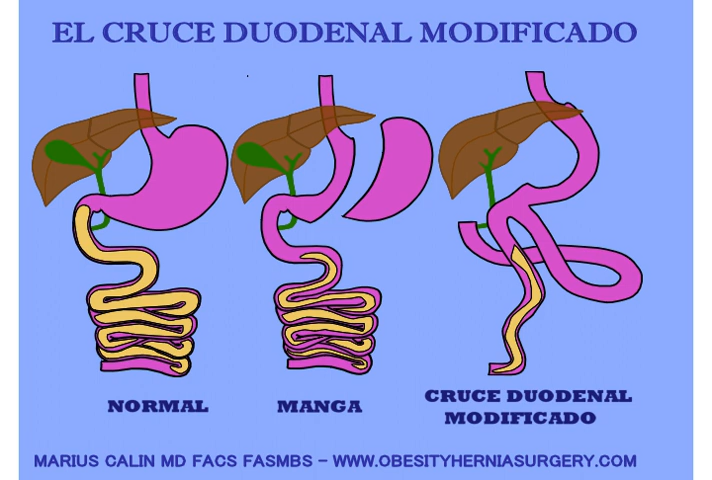 EL CRUCE DUODENAL MODIFICADO
NORMAL
MANGA
CRUCE DUODENAL
MODIFICADO
MARIUS CALIN MD FACS FASMBS – WWW.OBESITYHERNIASURGERY.COM